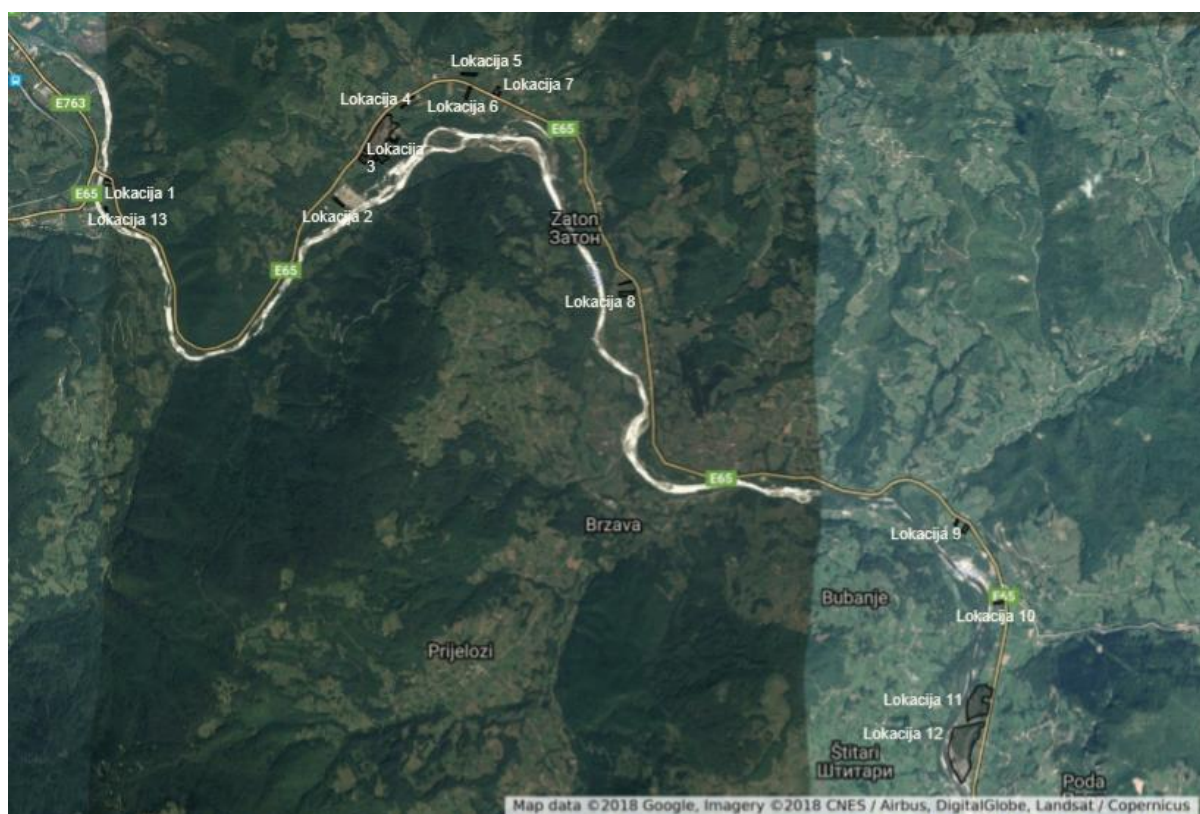 Lokacija 5
Lokacija 7
E763
Lokacija 4
Lokacija 6
E65
Lokacija
3
E65
Lokacija 1
Lokacija 13
Lokacija 2
Zaton
Затон
E65
Lokacija 8
E65
Brzava
Lokacija 9
Bubanje
E65
Lokacija 10
Prijelozi
Lokacija 11
Lokacija 12
Štitari
Штитари
Poda
Map data ©2018 Google, Imagery ©2018 CNES / Airbus, DigitalGlobe, Landsat / Copernicus